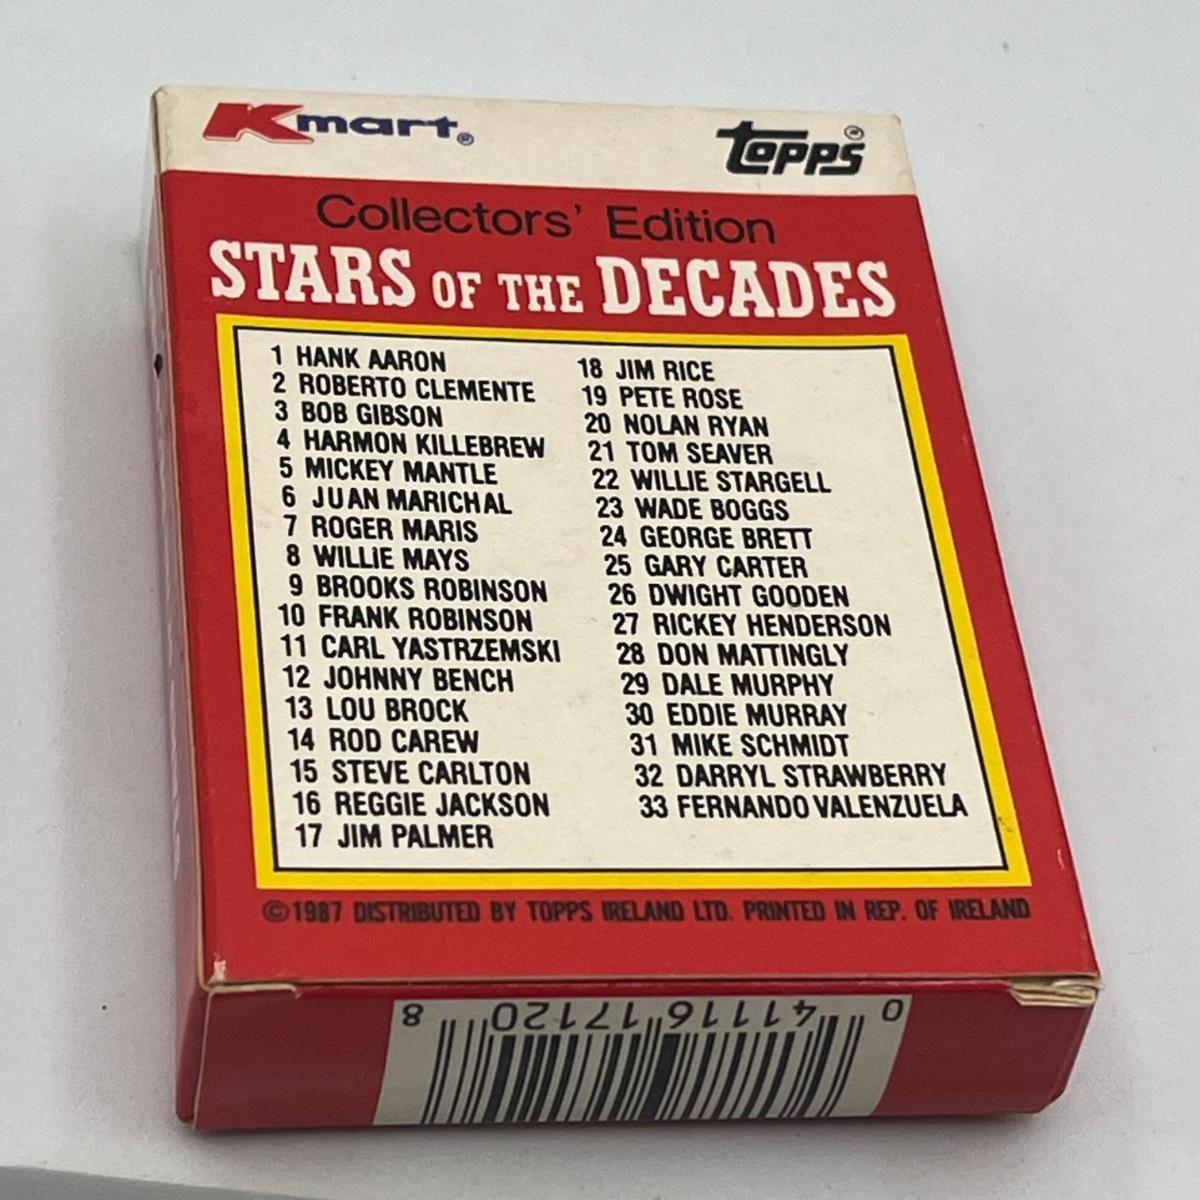 Kmart®
TOPPS®
Collectors' Edition
STARS OF THE DECADES
1 HANK AARON
2 ROBERTO CLEMENTE
3 BOB GIBSON
4 HARMON KILLEBREW
5 MICKEY MANTLE
6 JUAN MARICHAL
7 ROGER MARIS
8 WILLIE MAYS
9 BROOKS ROBINSON
10 FRANK ROBINSON
11 CARL YASTRZEMSKI
12 JOHNNY BENCH
13 LOU BROCK
14 ROD CAREW
15 STEVE CARLTON
16 REGGIE JACKSON
17 JIM PALMER
18 JIM RICE
19 PETE ROSE
20 NOLAN RYAN
21 TOM SEAVER
22 WILLIE STARGELL
23 WADE BOGGS
24 GEORGE BRETT
25 GARY CARTER
26 DWIGHT GOODEN
27 RICKEY HENDERSON
28 DON MATTINGLY
29 DALE MURPHY
30 EDDIE MURRAY
31 MIKE SCHMIDT
32 DARRYL STRAWBERRY
33 FERNANDO VALENZUELA
©1987 DISTRIBUTED BY TOPPS IRELAND LTD. PRINTED IN REP. OF IRELAND
0 41116 17120 8